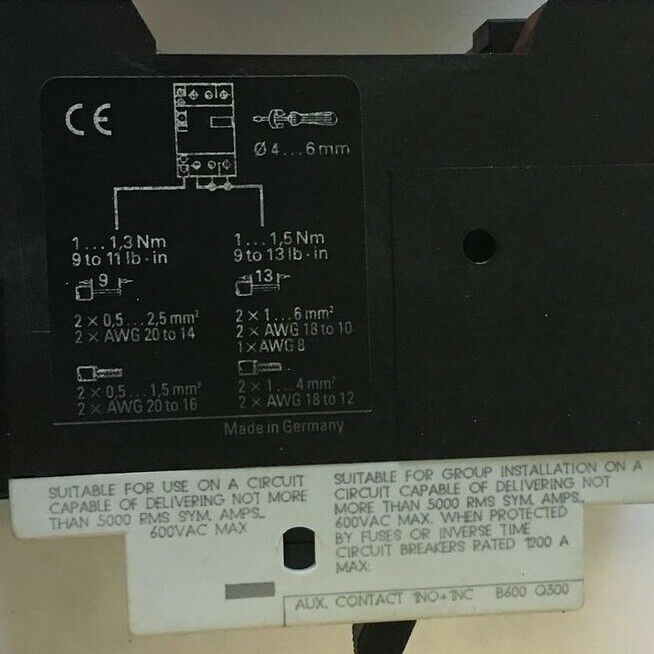 CE
Ø 4...6mm
1...1,3 Nm
9 to 11 lb·in
9
2 × 0,5...2,5 mm²
2 × AWG 20 to 14
2 × 0,5...1,5 mm²
2 × AWG 20 to 16
1...1,5 Nm
9 to 13 lb·in
13
2 × 1...6 mm²
2 × AWG 18 to 10
1 × AWG 8
2 × 1...4 mm²
2 × AWG 18 to 12
Made in Germany
SUITABLE FOR USE ON A CIRCUIT
CAPABLE OF DELIVERING NOT MORE
THAN 5000 RMS SYM. AMPS.,
600VAC MAX
SUITABLE FOR GROUP INSTALLATION ON A
CIRCUIT CAPABLE OF DELIVERING NOT
MORE THAN 5000 RMS SYM. AMPS.,
600VAC MAX. WHEN PROTECTED
BY FUSES OR INVERSE TIME
CIRCUIT BREAKERS RATED 1200 A
MAX.
AUX. CONTACT 1NO+1NC B600 Q300